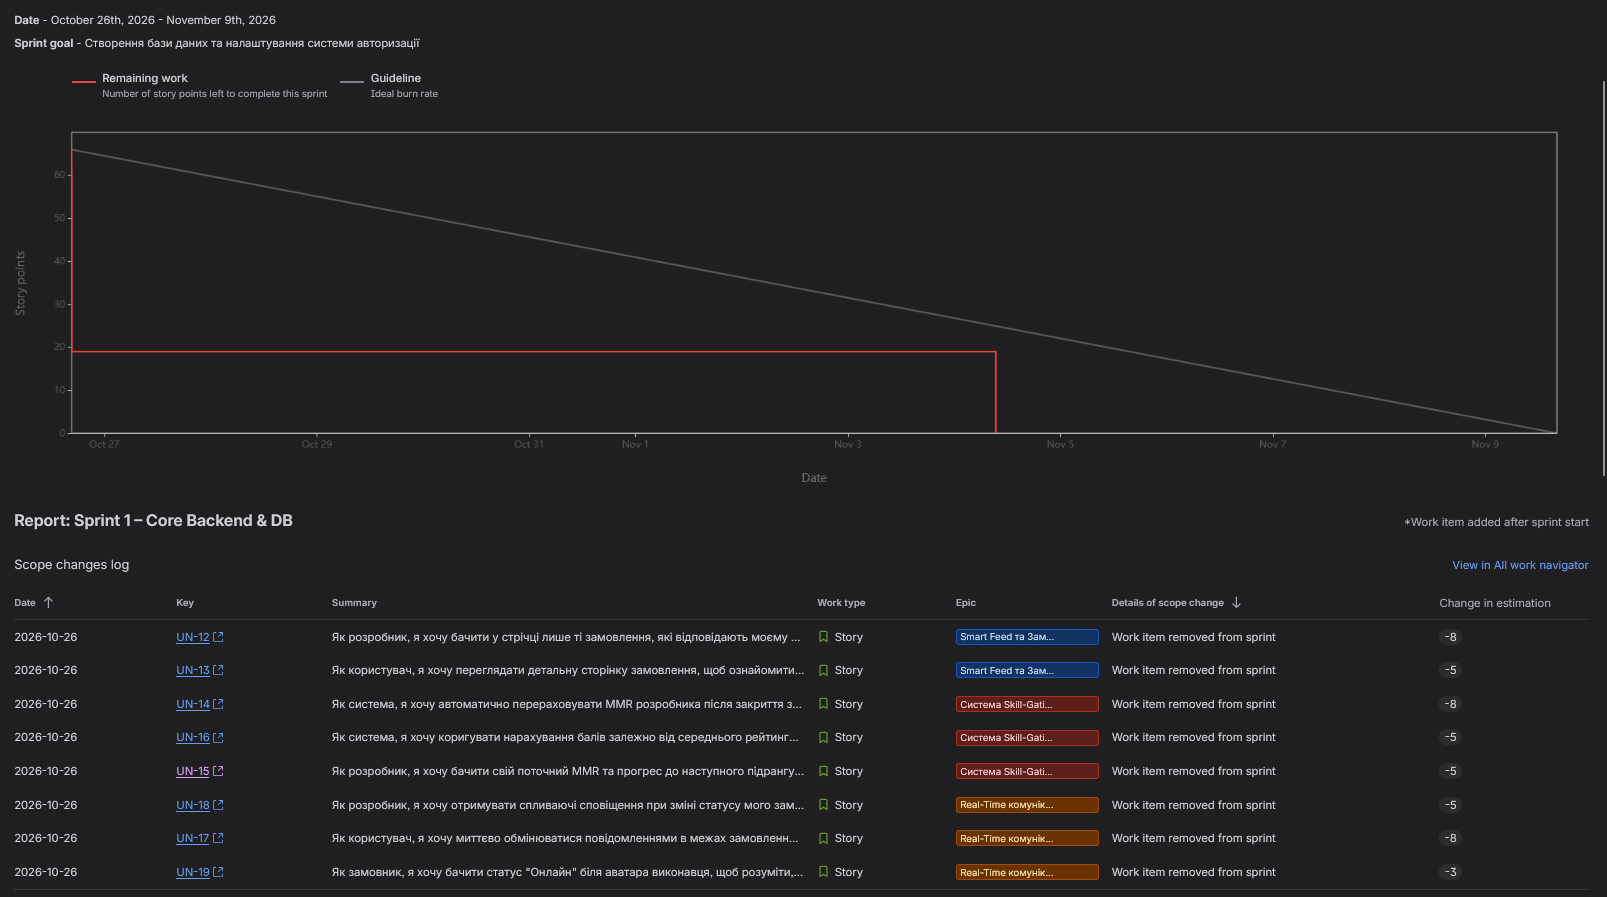 Date - October 26th, 2026 - November 9th, 2026
Sprint goal - Створення бази даних та налаштування системи авторизації
Remaining work
Number of story points left to complete this sprint
Guideline
Ideal burn rate
Story points
60
50
40
30
20
10
0
Oct 27
Oct 29
Oct 31
Nov 1
Nov 3
Nov 5
Nov 7
Nov 9
Date
Report: Sprint 1 – Core Backend & DB
*Work item added after sprint start
Scope changes log
View in All work navigator
Date Key Summary Work type Epic Details of scope change Change in estimation
2026-10-26 UN-12 Як розробник, я хочу бачити у стрічці лише ті замовлення, які відповідають моєму ... Story Smart Feed та Зам... Work item removed from sprint -8
2026-10-26 UN-13 Як користувач, я хочу переглядати детальну сторінку замовлення, щоб ознайомити... Story Smart Feed та Зам... Work item removed from sprint -5
2026-10-26 UN-14 Як система, я хочу автоматично перераховувати MMR розробника після закриття з... Story Система Skill-Gati... Work item removed from sprint -8
2026-10-26 UN-16 Як система, я хочу коригувати нарахування балів залежно від середнього рейтинг... Story Система Skill-Gati... Work item removed from sprint -5
2026-10-26 UN-15 Як розробник, я хочу бачити свій поточний MMR та прогрес до наступного підрангу... Story Система Skill-Gati... Work item removed from sprint -5
2026-10-26 UN-18 Як розробник, я хочу отримувати спливаючі сповіщення при зміні статусу мого зам... Story Real-Time комунік... Work item removed from sprint -5
2026-10-26 UN-17 Як користувач, я хочу миттєво обмінюватися повідомленнями в межах замовленн... Story Real-Time комунік... Work item removed from sprint -8
2026-10-26 UN-19 Як замовник, я хочу бачити статус "Онлайн" біля аватара виконавця, щоб розуміти,... Story Real-Time комунік... Work item removed from sprint -3